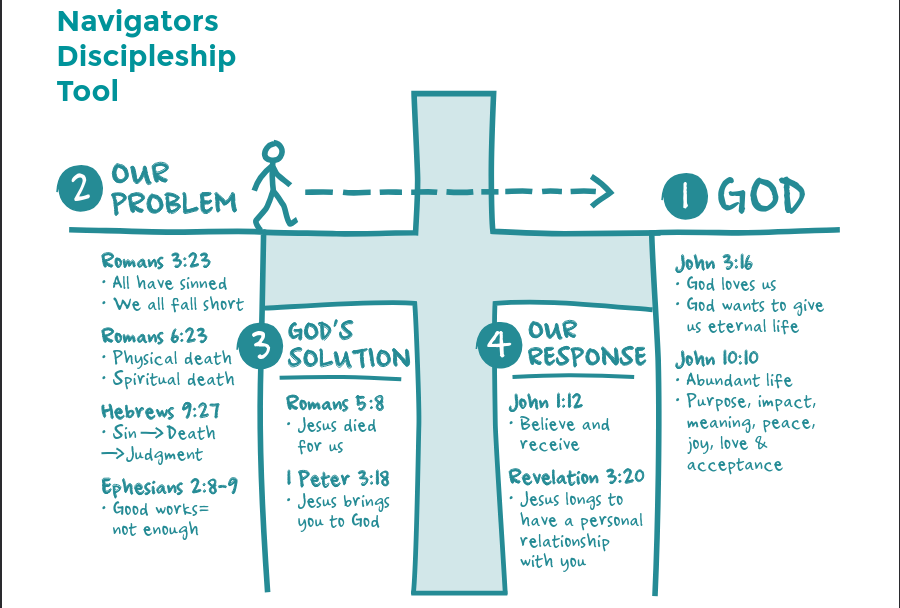 Navigators
Discipleship
Tool
2 OUR
PROBLEM
Romans 3:23
• All have sinned
• We all fall short
Romans 6:23
• Physical death
• Spiritual death
Hebrews 9:27
• Sin → Death
→ Judgment
Ephesians 2:8-9
• Good works=
not enough
3 GOD'S
SOLUTION
Romans 5:8
• Jesus died
for us
1 Peter 3:18
• Jesus brings
you to God
4 OUR
RESPONSE
John 1:12
• Believe and
receive
Revelation 3:20
• Jesus longs to
have a personal
relationship
with you
1 GOD
John 3:16
• God loves us
• God wants to give
us eternal life
John 10:10
• Abundant life
• Purpose, impact,
meaning, peace,
joy, love &
acceptance